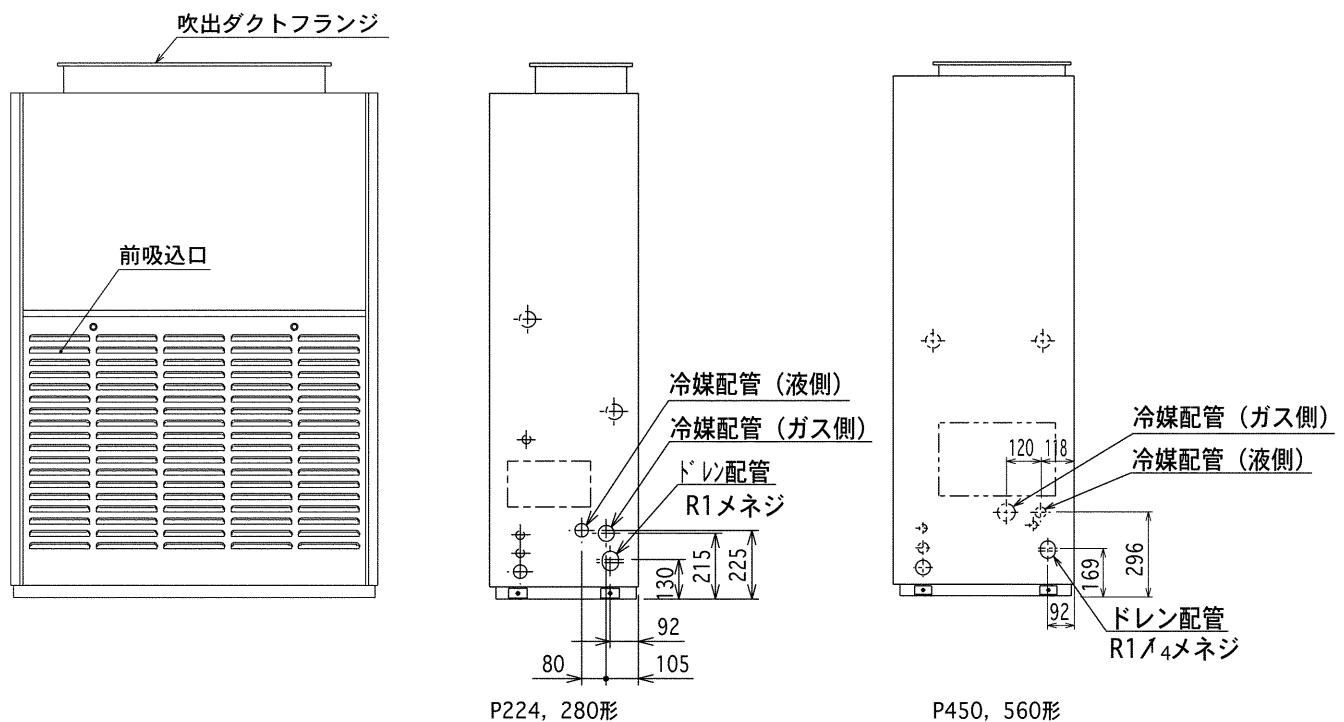 吹出ダクトフランジ
前吸込口
冷媒配管（液側）
冷媒配管（ガス側）
ドレン配管
R1メネジ
130
215
225
92
80
105
P224, 280形
冷媒配管（ガス側）
冷媒配管（液側）
120
118
169
296
92
ドレン配管
R1 1/4メネジ
P450, 560形